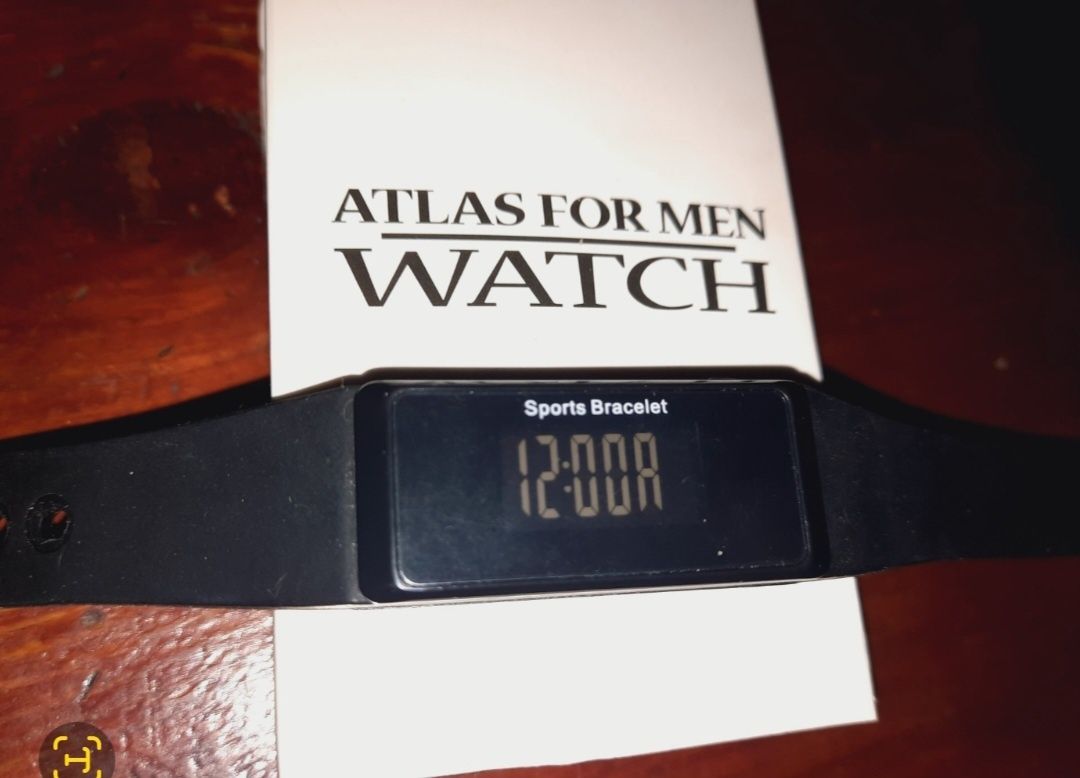 ATLAS FOR MEN
WATCH
Sports Bracelet
12:00A